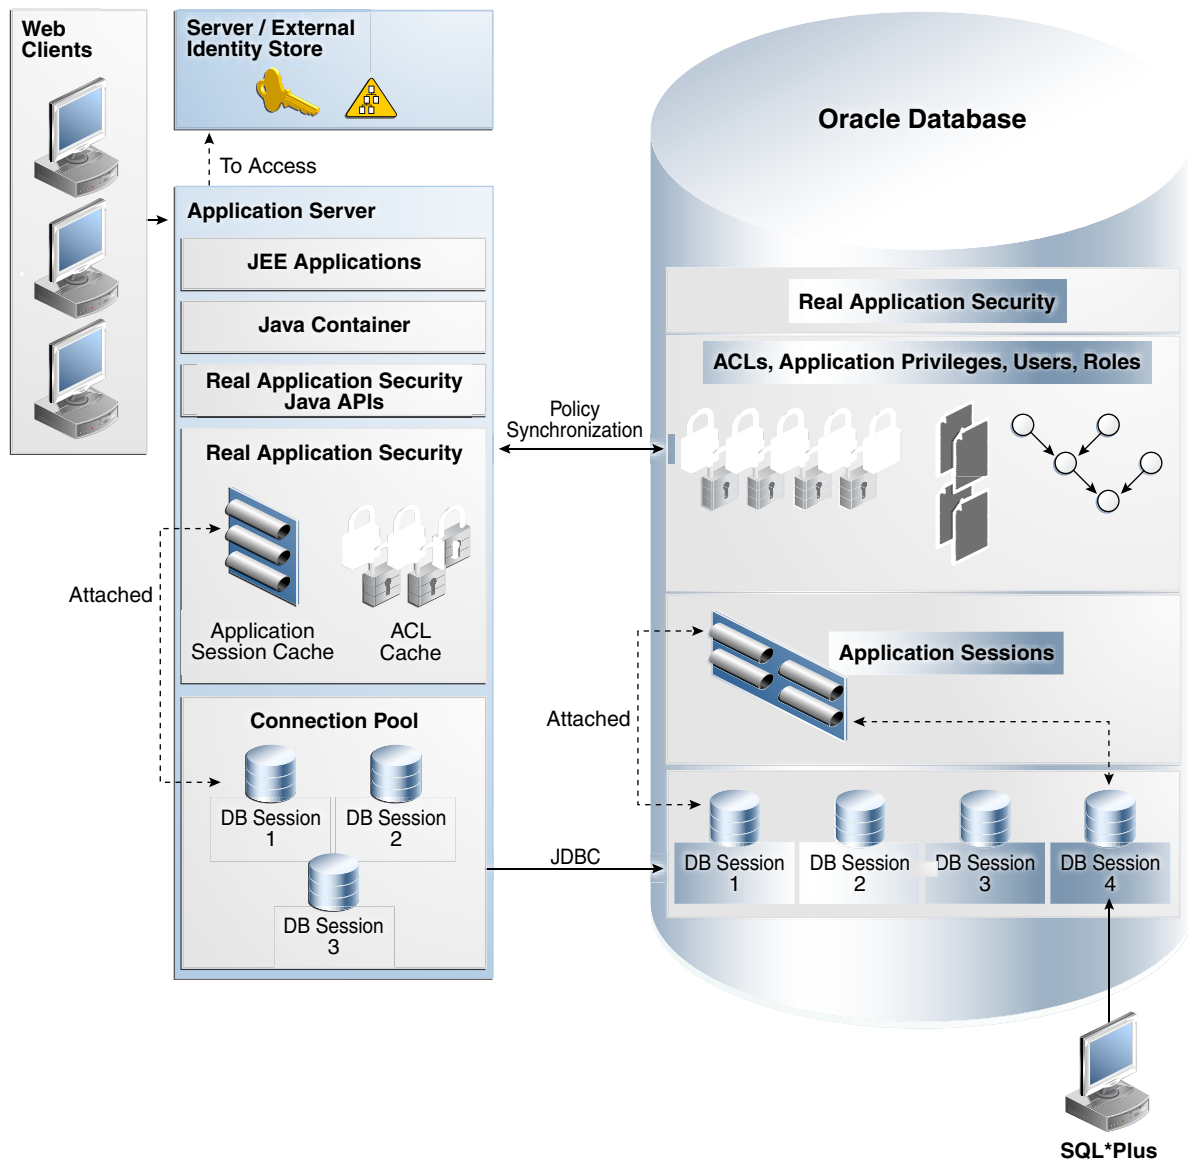 Web
Clients
Server / External
Identity Store
To Access
Application Server
JEE Applications
Java Container
Real Application Security
Java APIs
Real Application Security
Application
Session Cache
ACL
Cache
Attached
Connection Pool
DB Session
1
DB Session
2
DB Session
3
Policy
Synchronization
JDBC
Oracle Database
Real Application Security
ACLs, Application Privileges, Users, Roles
Application Sessions
Attached
DB Session
1
DB Session
2
DB Session
3
DB Session
4
SQL*Plus